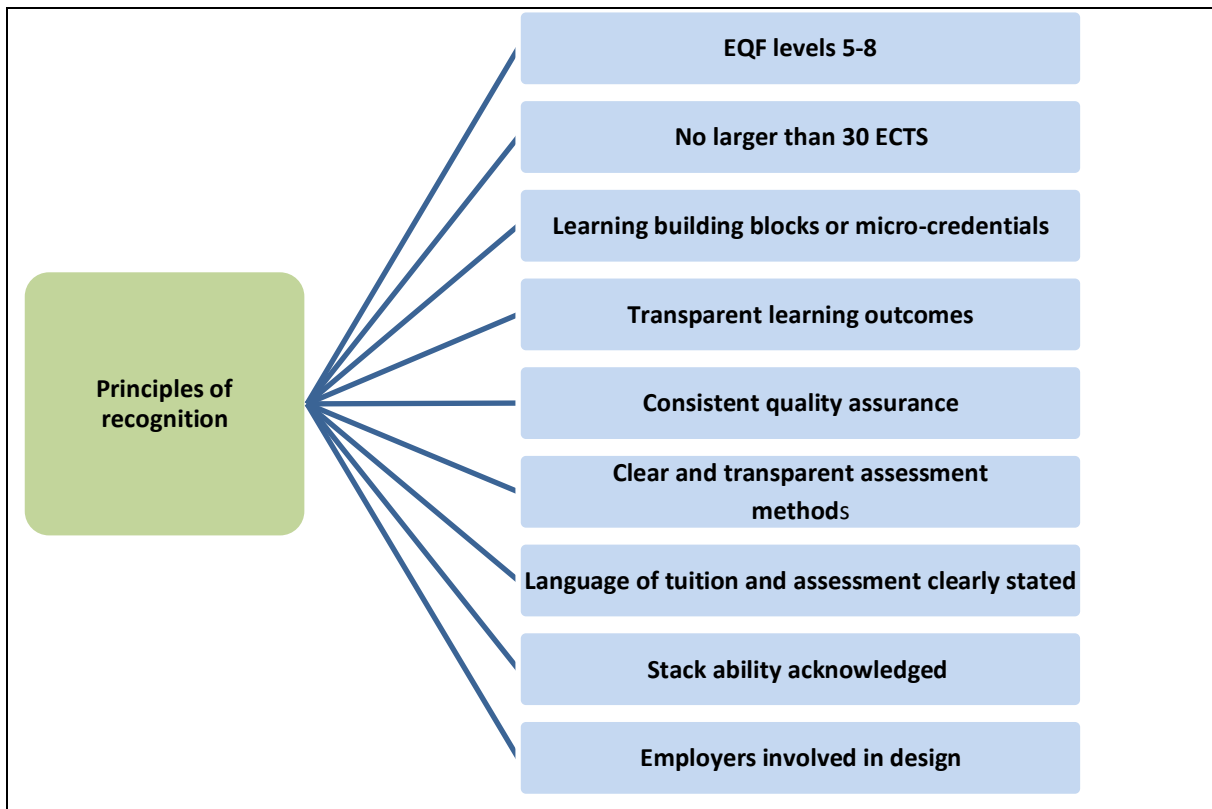 EQF levels 5-8
No larger than 30 ECTS
Learning building blocks or micro-credentials
Transparent learning outcomes
Principles of
recognition
Consistent quality assurance
Clear and transparent assessment
methods
Language of tuition and assessment clearly stated
Stack ability acknowledged
Employers involved in design